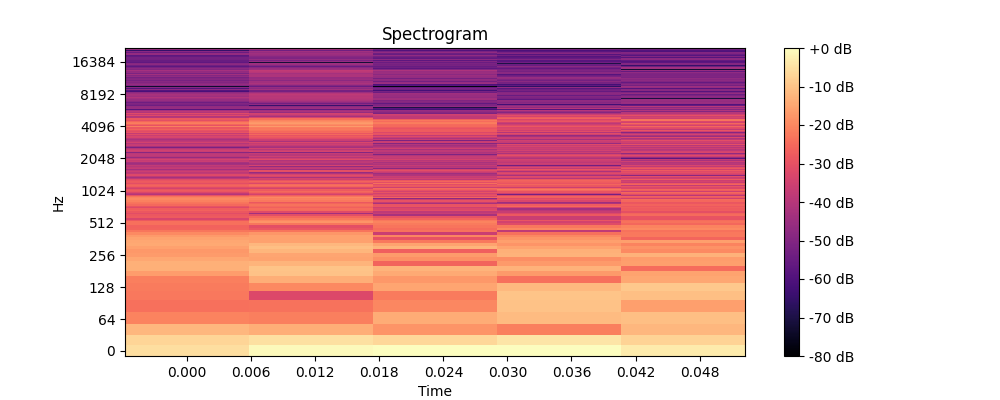 Spectrogram
Hz
16384
8192
4096
2048
1024
512
256
128
64
0
0.000 0.006 0.012 0.018 0.024 0.030 0.036 0.042 0.048
Time
+0 dB
-10 dB
-20 dB
-30 dB
-40 dB
-50 dB
-60 dB
-70 dB
-80 dB